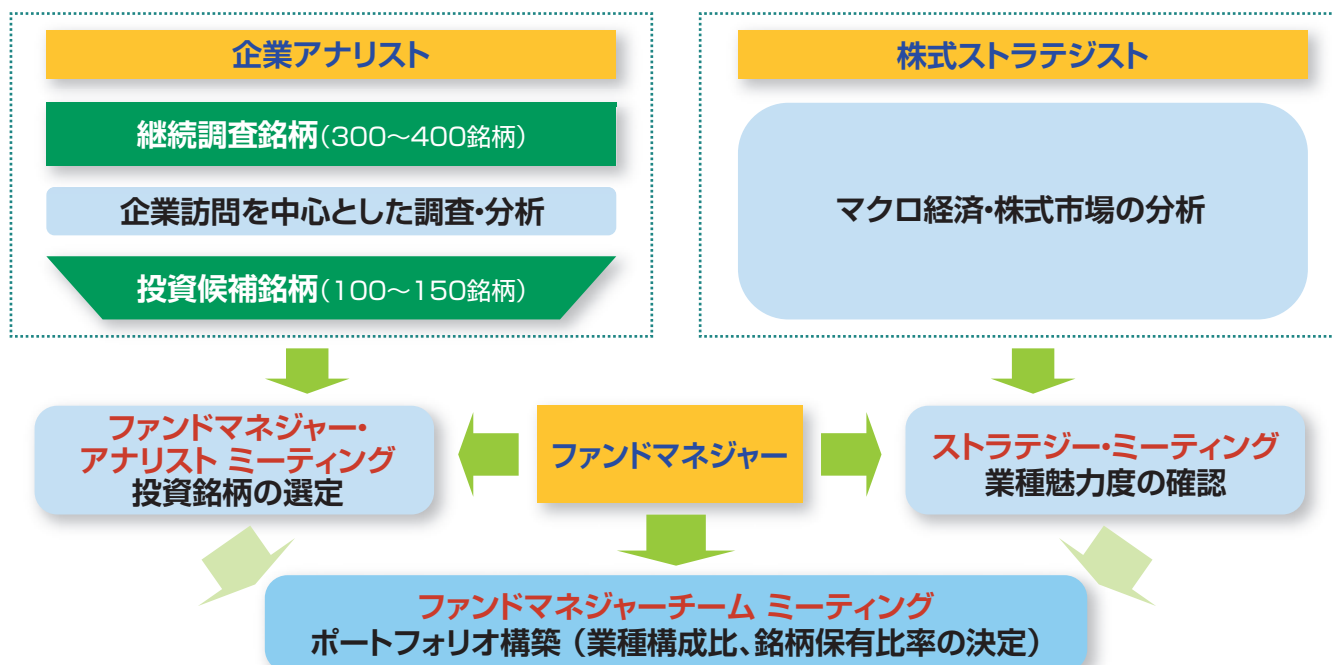 企業アナリスト
継続調査銘柄(300～400銘柄)
企業訪問を中心とした調査・分析
投資候補銘柄(100～150銘柄)
株式ストラテジスト
マクロ経済・株式市場の分析
ファンドマネジャー・
アナリスト ミーティング
投資銘柄の選定
ファンドマネジャー
ストラテジー・ミーティング
業種魅力度の確認
ファンドマネジャーチーム ミーティング
ポートフォリオ構築（業種構成比、銘柄保有比率の決定）